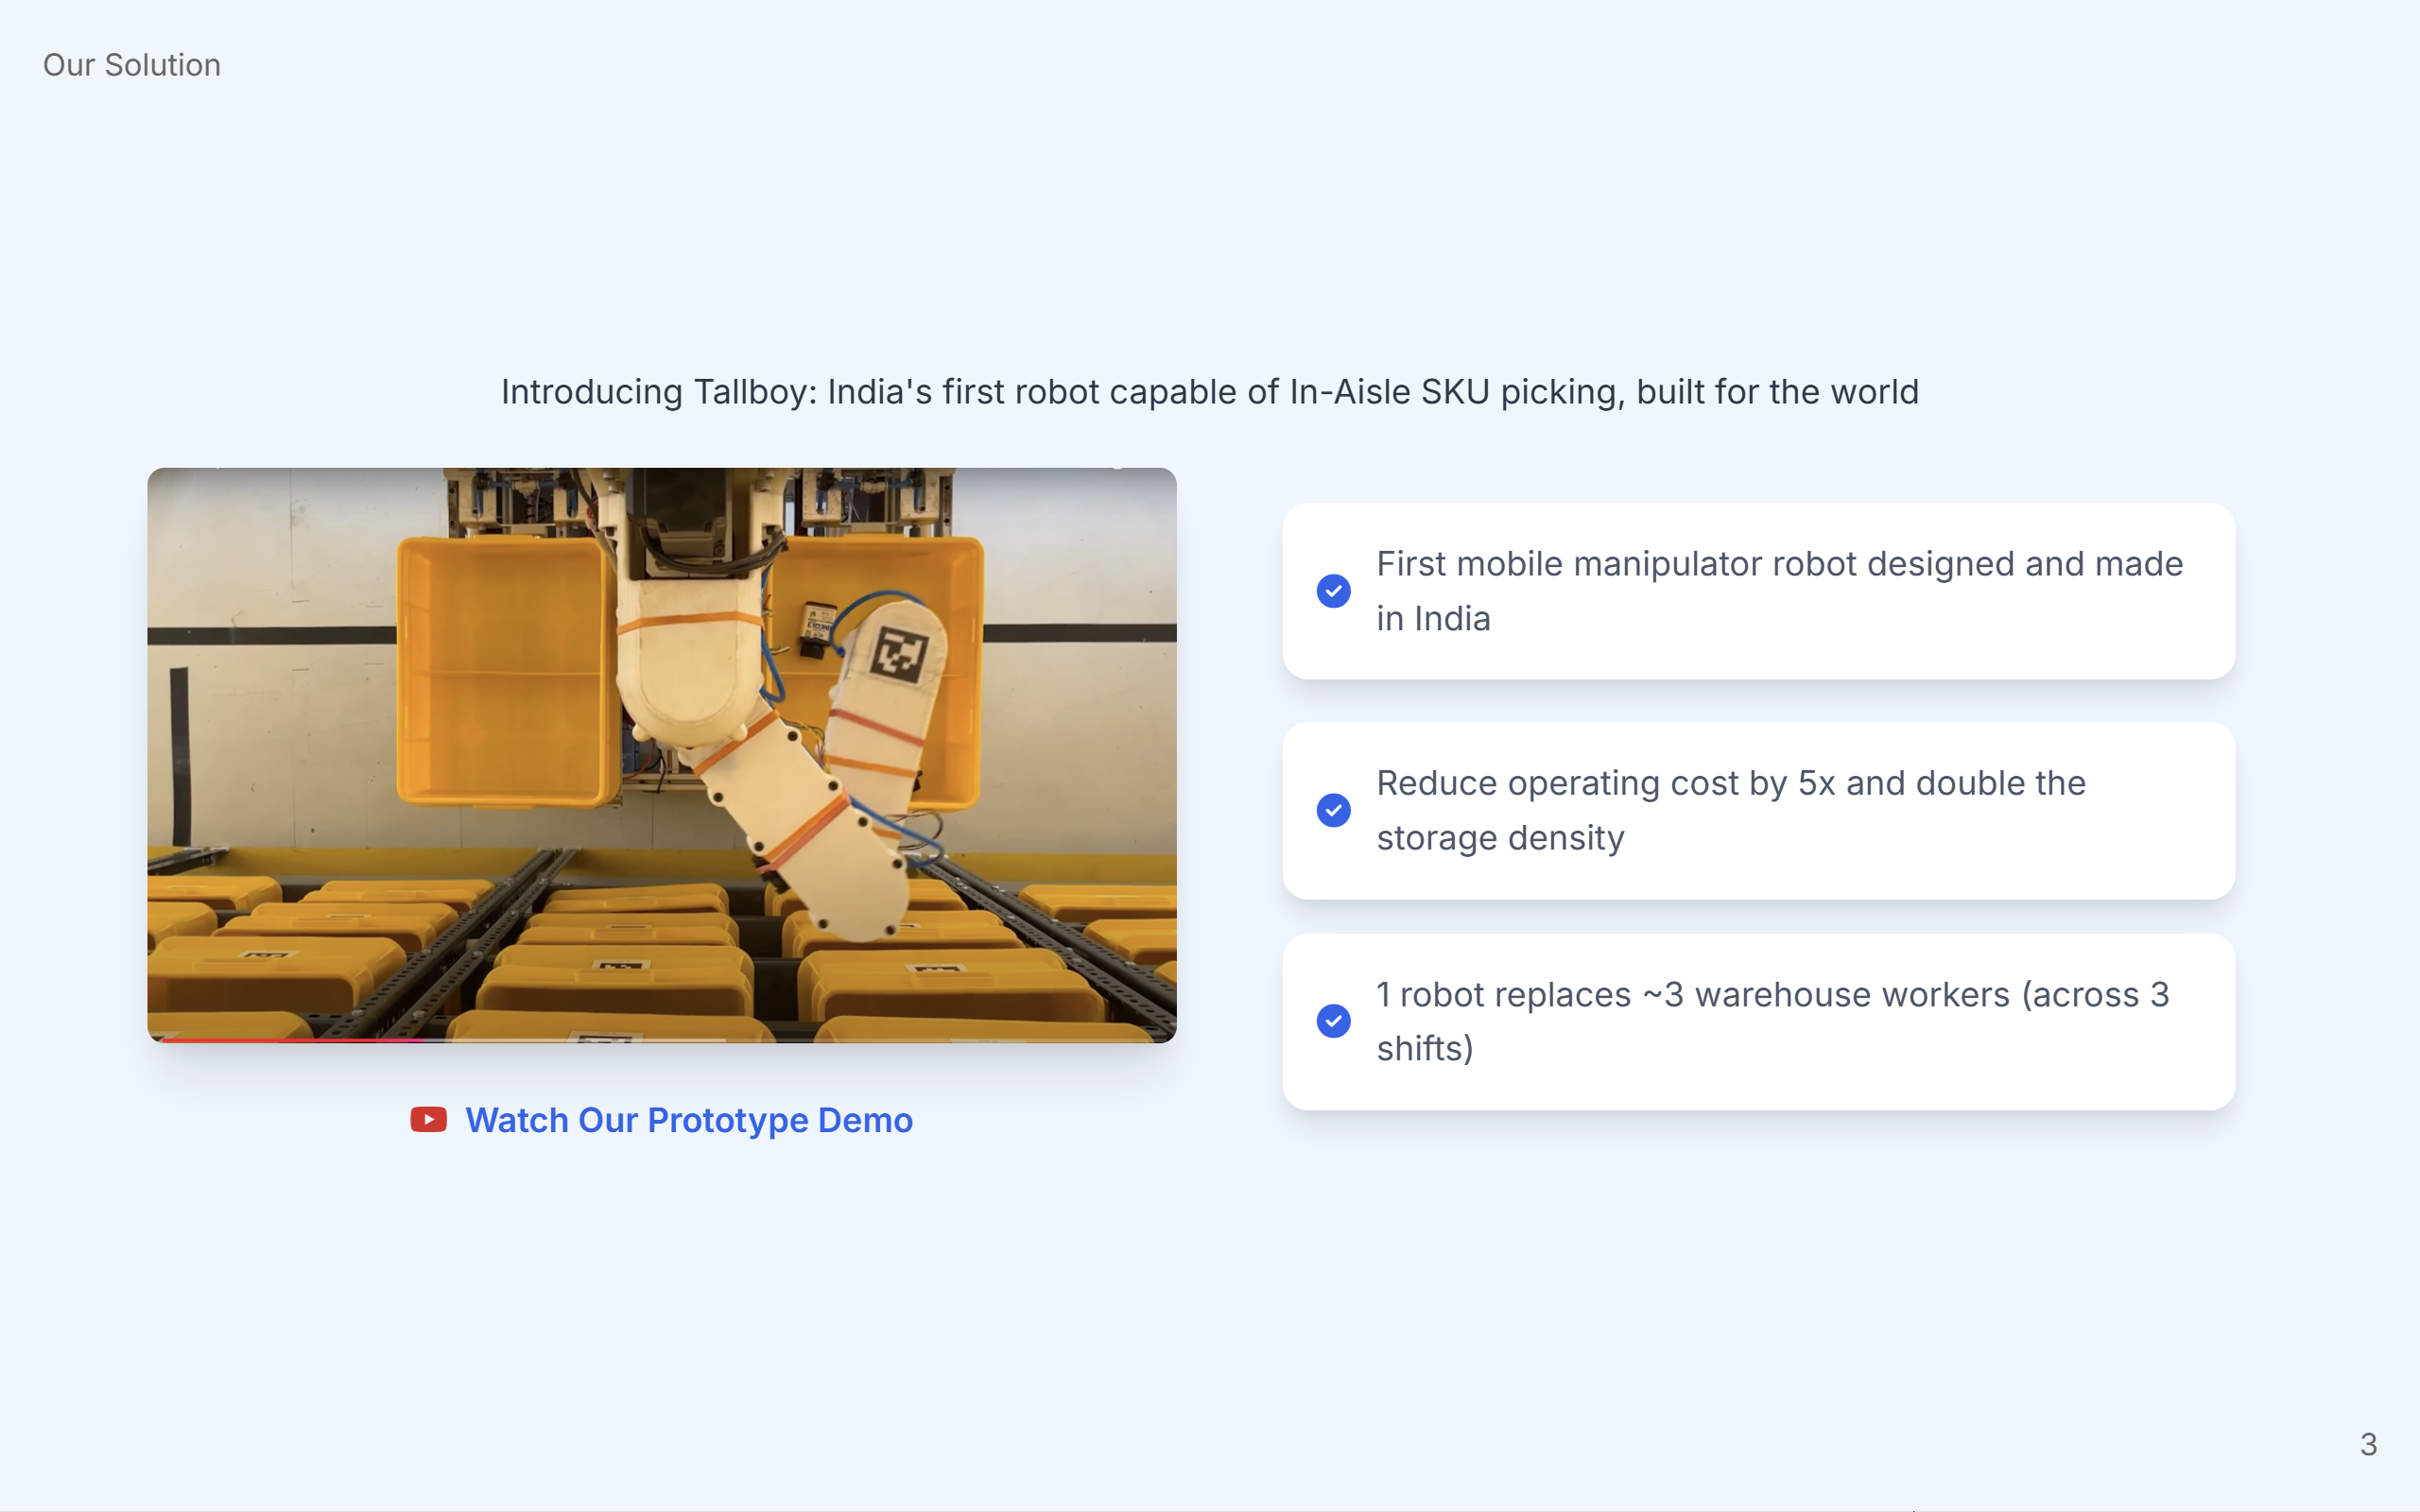 Our Solution
Introducing Tallboy: India's first robot capable of In-Aisle SKU picking, built for the world
First mobile manipulator robot designed and made
in India
Reduce operating cost by 5x and double the
storage density
1 robot replaces ~3 warehouse workers (across 3
shifts)
Watch Our Prototype Demo
3